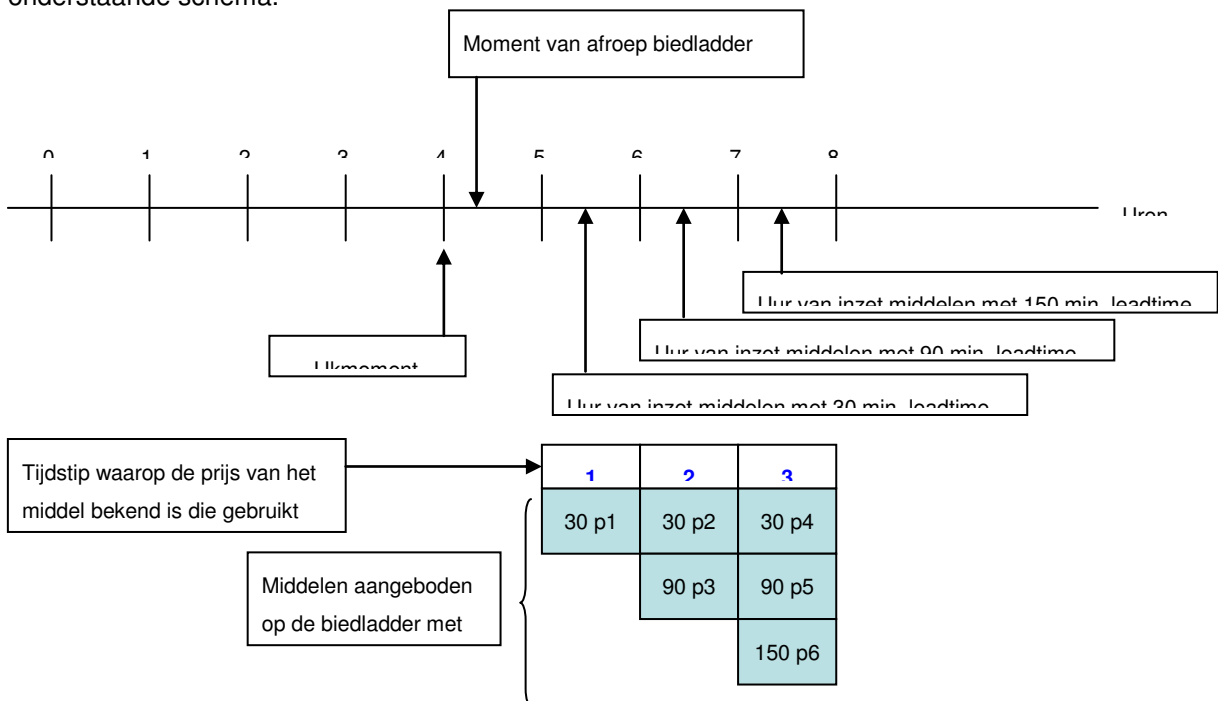 onderstaande schema.
Moment van afroep biedladder
0 1 2 3 4 5 6 7 8
Uren
Uur van inzet middelen met 150 min. leadtime
Uur van inzet middelen met 90 min. leadtime
IJkmoment
Uur van inzet middelen met 30 min. leadtime
Tijdstip waarop de prijs van het
middel bekend is die gebruikt
1 2 3
30 p1 30 p2 30 p4
Middelen aangeboden
op de biedladder met
90 p3 90 p5
150 p6